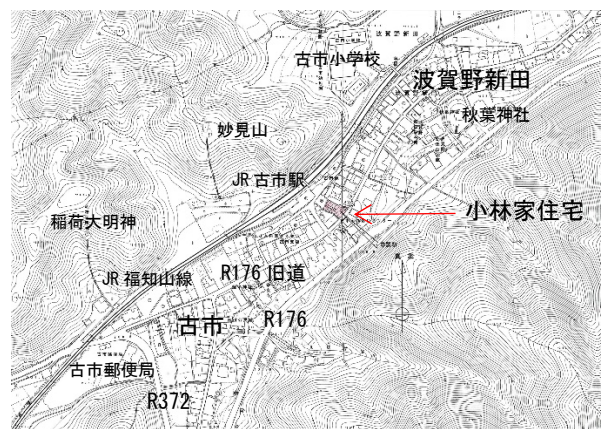 古市小学校
波賀野新田
秋葉神社
妙見山
JR 古市駅
小林家住宅
稲荷大明神
JR 福知山線
R176 旧道
古市
R176
古市郵便局
R372